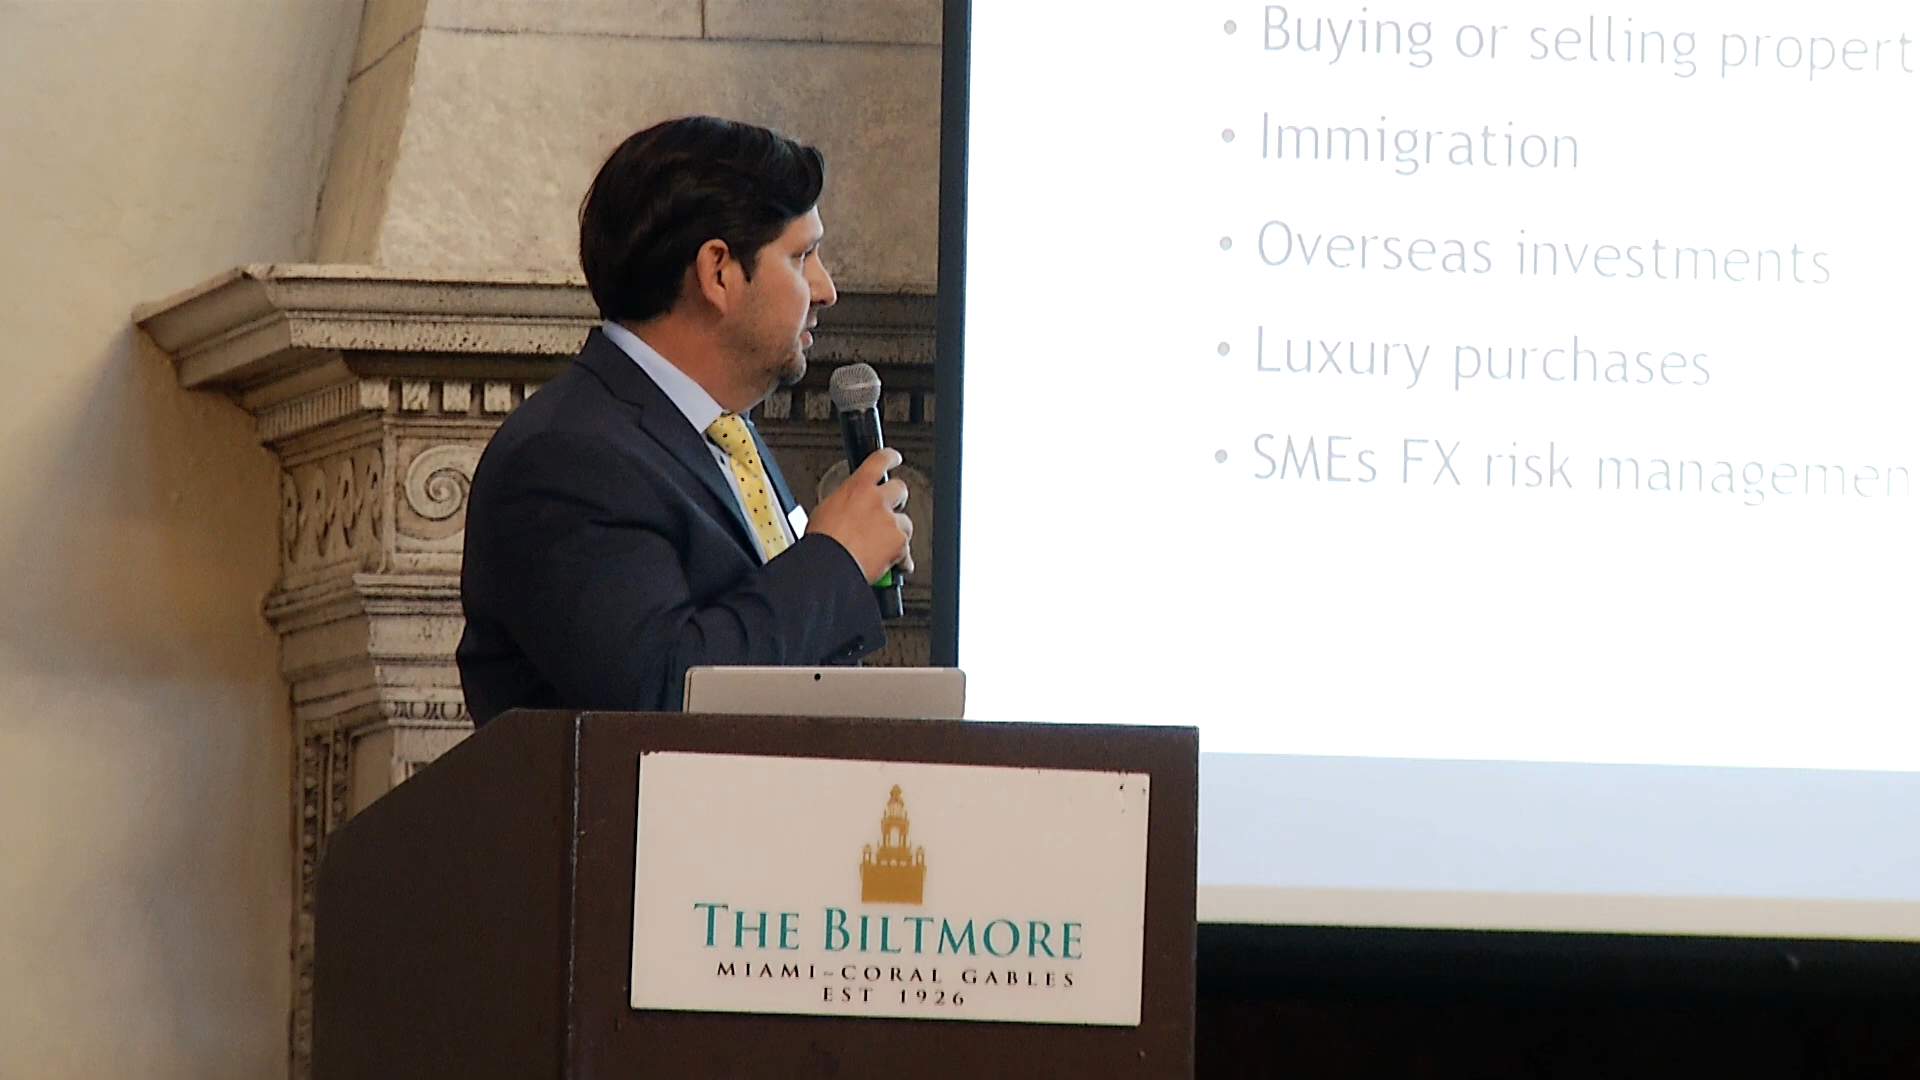 • Buying or selling propert
• Immigration
• Overseas investments
• Luxury purchases
• SMEs FX risk managemen
THE BILTMORE
MIAMI~CORAL GABLES
EST 1926